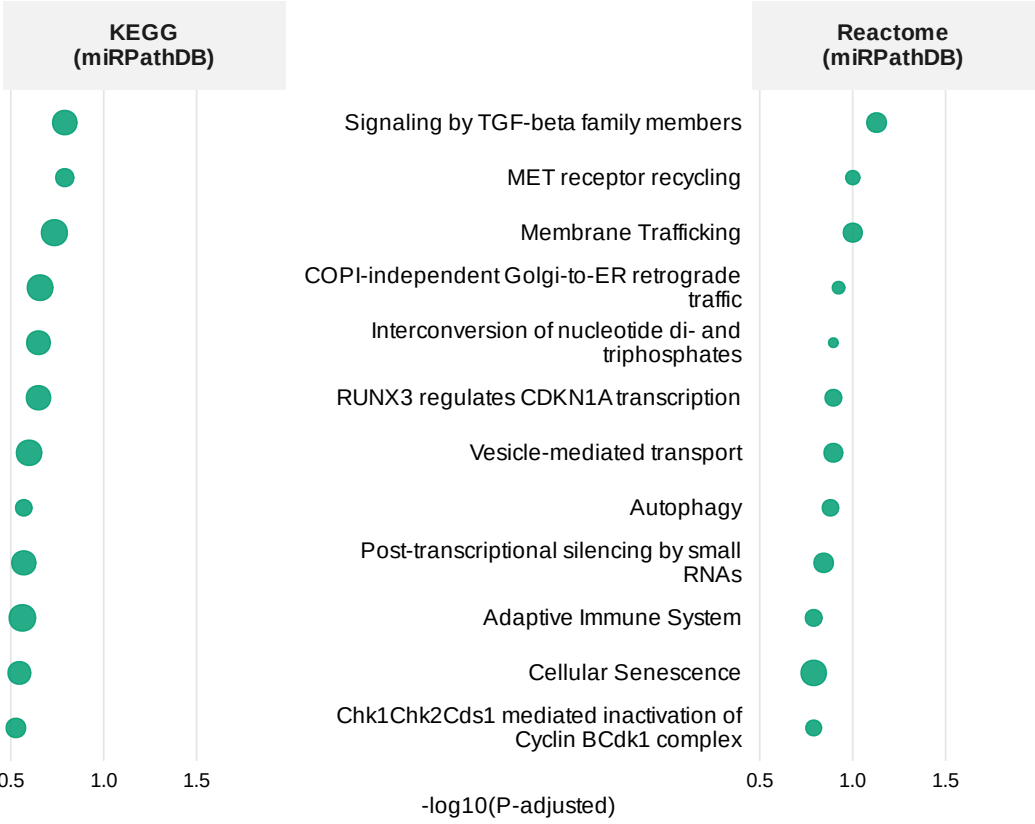 KEGG
(miRPathDB)
Reactome
(miRPathDB)
Signaling by TGF-beta family members
MET receptor recycling
Membrane Trafficking
COPI-independent Golgi-to-ER retrograde
traffic
Interconversion of nucleotide di- and
triphosphates
RUNX3 regulates CDKN1A transcription
Vesicle-mediated transport
Autophagy
Post-transcriptional silencing by small
RNAs
Adaptive Immune System
Cellular Senescence
Chk1Chk2Cds1 mediated inactivation of
Cyclin BCdk1 complex
0.5 1.0 1.5
0.5 1.0 1.5
-log10(P-adjusted)